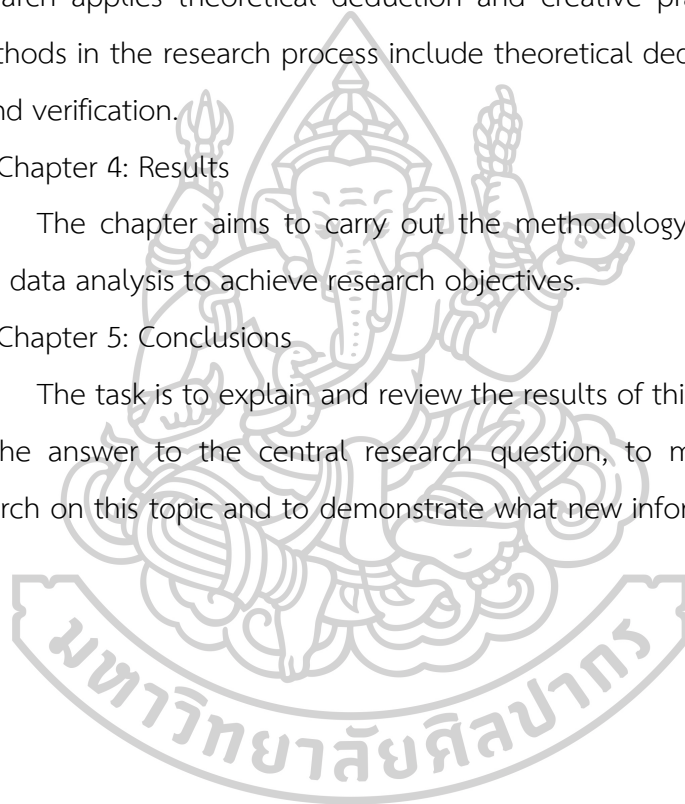 arch applies theoretical deduction and creative pra
thods in the research process include theoretical dec
nd verification.
Chapter 4: Results
The chapter aims to carry out the methodology
data analysis to achieve research objectives.
Chapter 5: Conclusions
The task is to explain and review the results of thi
he answer to the central research question, to m
rch on this topic and to demonstrate what new infor
มหาวิทยาลัยศิลปากร